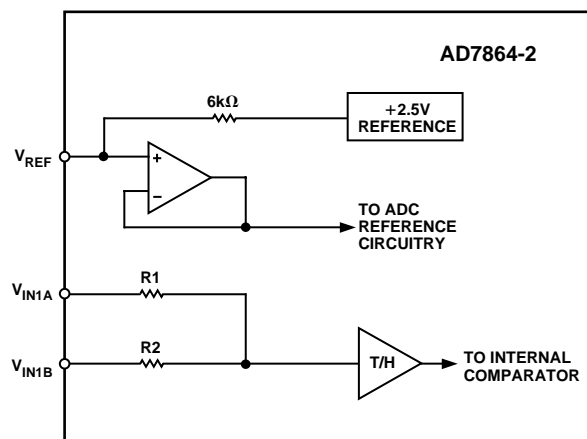 AD7864-2
6kΩ
+2.5V
REFERENCE
VREF
+
−
TO ADC
REFERENCE
CIRCUITRY
VIN1A
R1
VIN1B
R2
T/H
TO INTERNAL
COMPARATOR